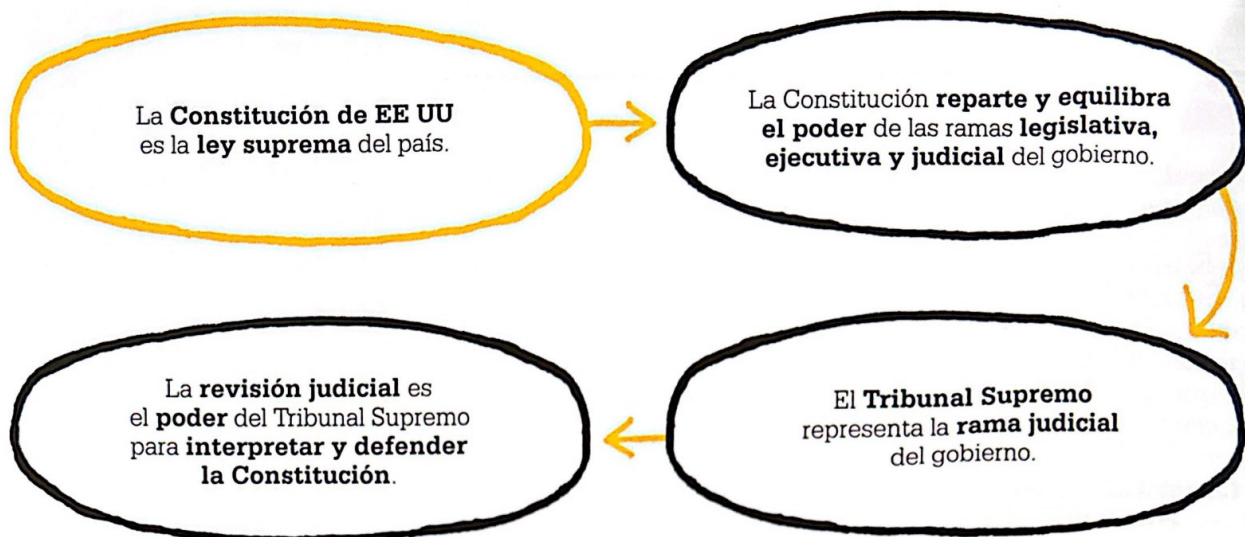 La Constitución de EE UU
es la ley suprema del país.
La Constitución reparte y equilibra
el poder de las ramas legislativa,
ejecutiva y judicial del gobierno.
El Tribunal Supremo
representa la rama judicial
del gobierno.
La revisión judicial es
el poder del Tribunal Supremo
para interpretar y defender
la Constitución.